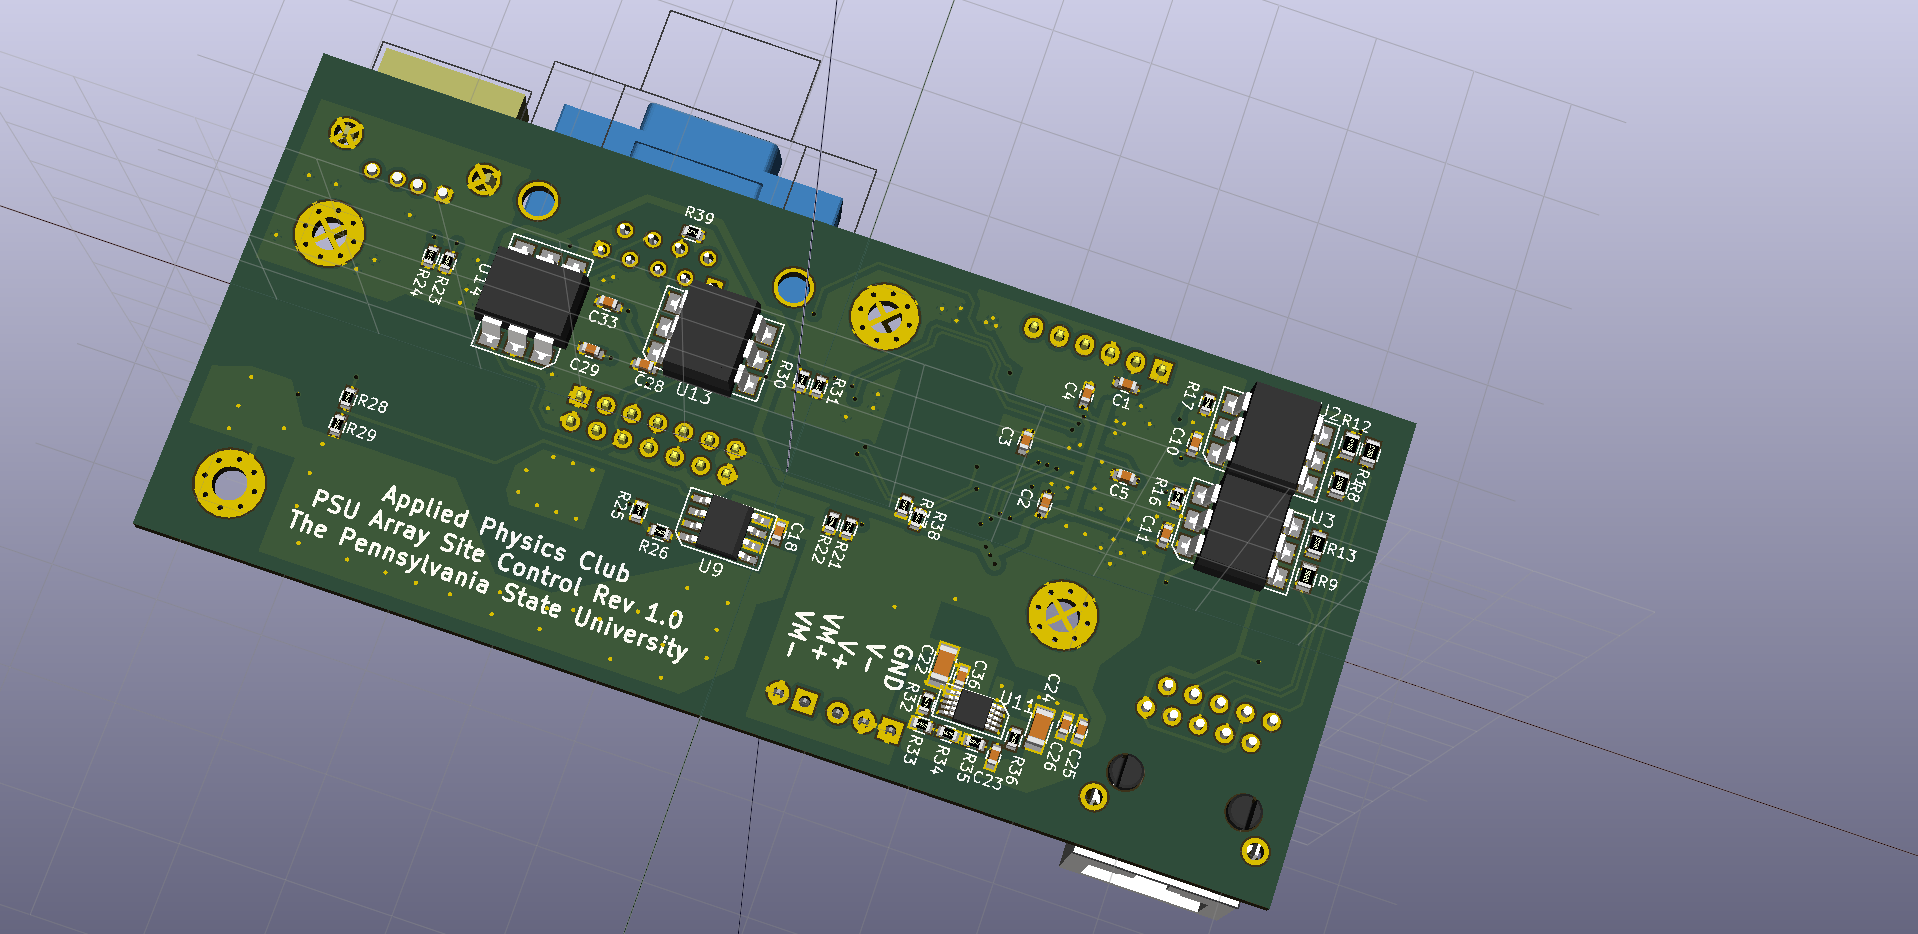 R39
R24
R23
U14
C33
C29
C28
U13
R30
R31
R28
R29
C4
C1
R17
C10
J2
R12
C3
C5
C2
R16
C11
R18
R8
U3
R13
R9
R25
R26
U9
C18
R22
R21
R38
Applied Physics Club
PSU Array Site Control Rev 1.0
The Pennsylvania State University
VM-
VM+
V+
V-
GND
C22
C36
R32
U11
C24
R33
R34
R35
C23
R36
C26
C25